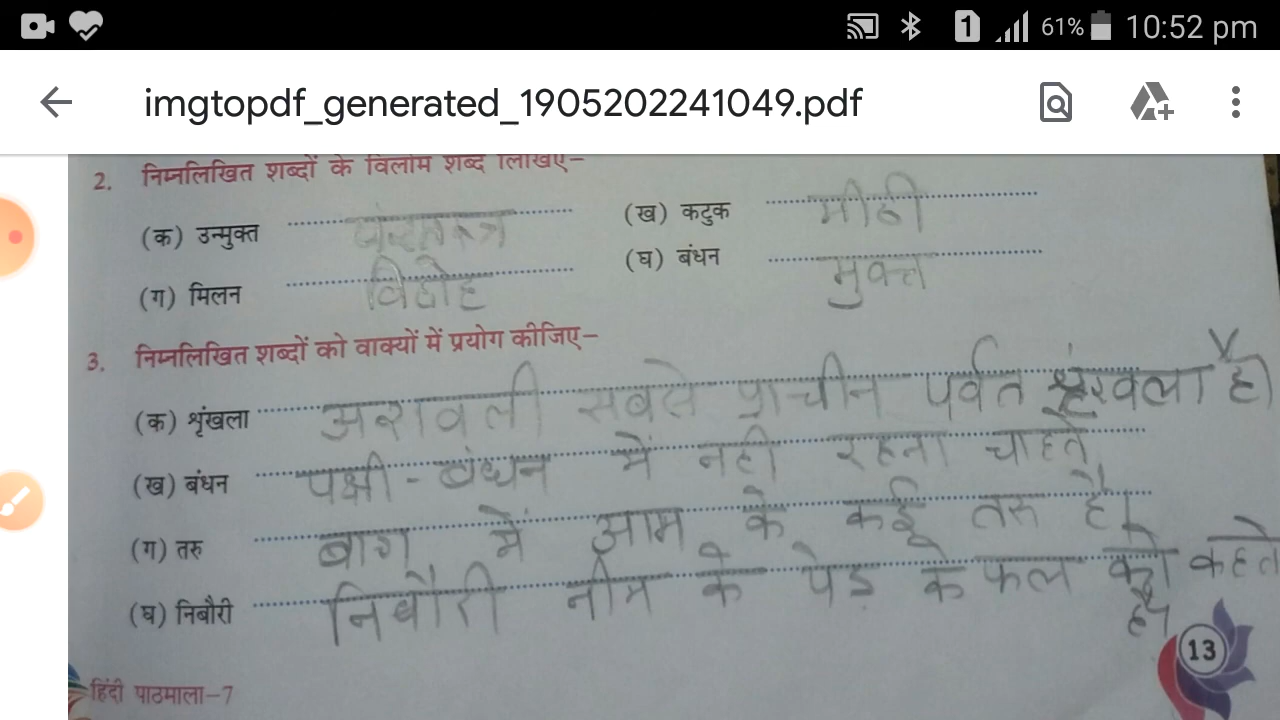 1 61% 10:52 pm
imgtopdf_generated_1905202241049.pdf
2. निम्नलिखित शब्दों के विलोम शब्द लिखिए–
(क) उन्मुक्त (ख) कटुक मीठी
(ग) मिलन विद्रोह (घ) बंधन मुक्त
3. निम्नलिखित शब्दों को वाक्यों में प्रयोग कीजिए–
(क) शृंखला अरावली सबसे प्राचीन पर्वत है।
(ख) बंधन पक्षी - बंधन में नही रहना चाहते
(ग) तरु बाग में आम के कई तरु है।
(घ) निबौरी निबौरी नीम के पेड़ के फल को कहते है
13
हिंदी पाठमाला–7